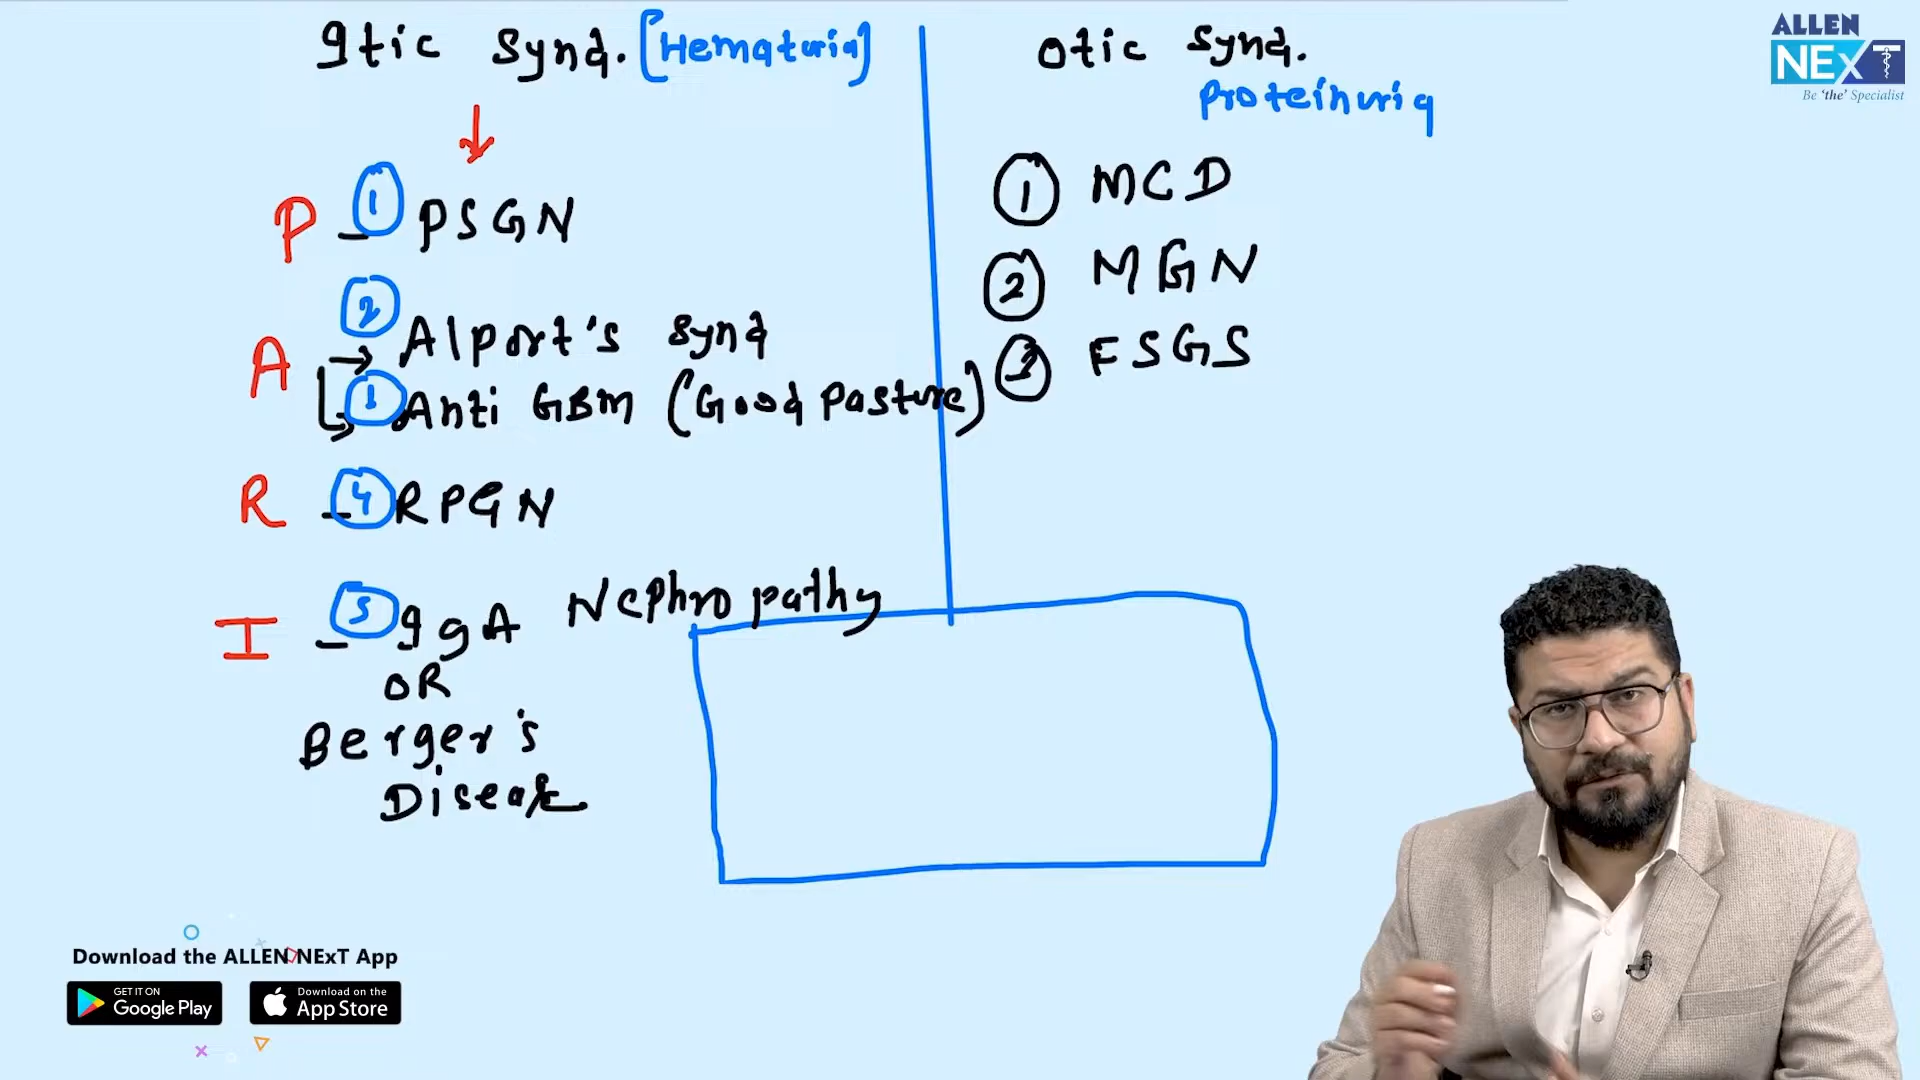 itic Synd. [Hematuria]
P – 1 PSGN
A 2 → Alport's Synd
3 Anti GBM (Good Pasture)
R – 4 RPGN
I – 5 IgA Nephropathy
OR
Berger's
Disease
otic Synd.
Proteinuria
1 MCD
2 MGN
3 FSGS
ALLEN
NEXT
Be 'the' Specialist
Download the ALLEN NExT App
GET IT ON
Google Play
Download on the
App Store